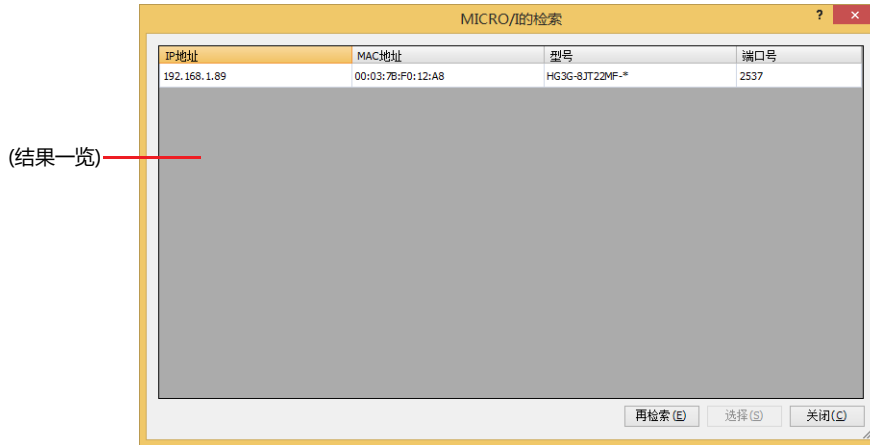 MICRO/I的检索
?
IP地址 MAC地址 型号 端口号
192.168.1.89 00:03:7B:F0:12:A8 HG3G-8JT22MF-* 2537
(结果一览)
再检索(E) 选择(S) 关闭(C)